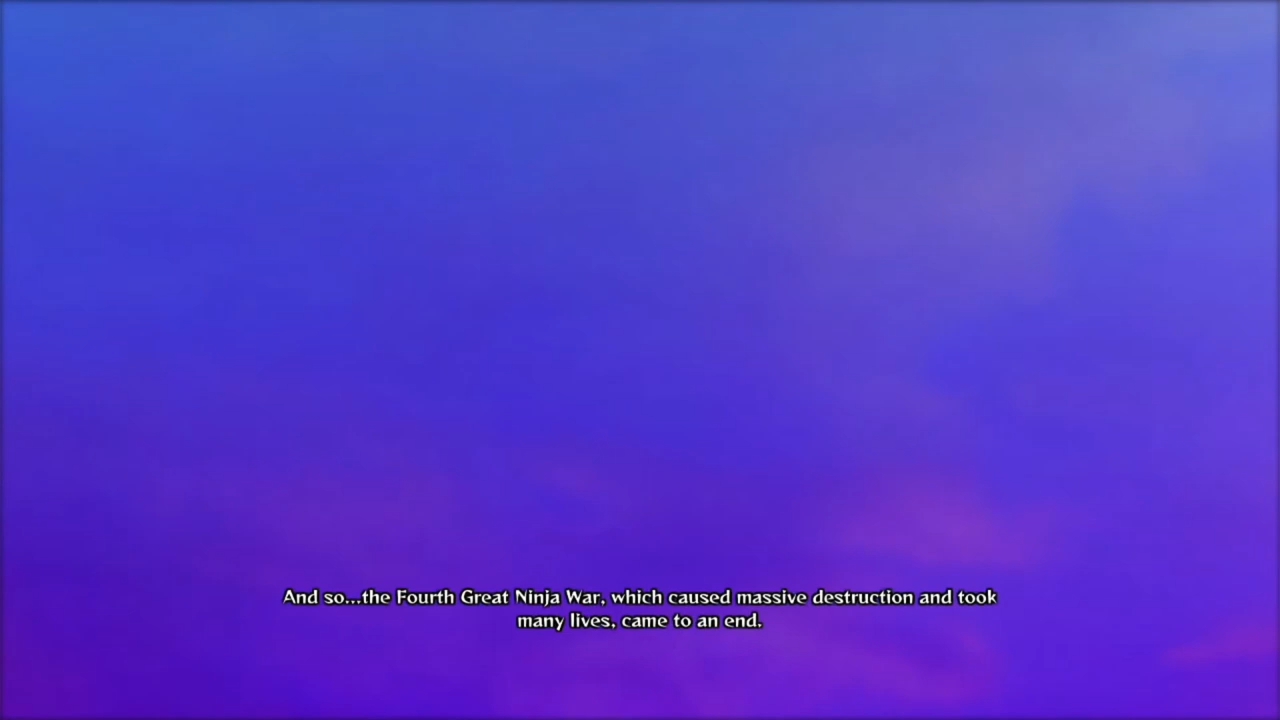 And so...the Fourth Great Ninja War, which caused massive destruction and took
many lives, came to an end.